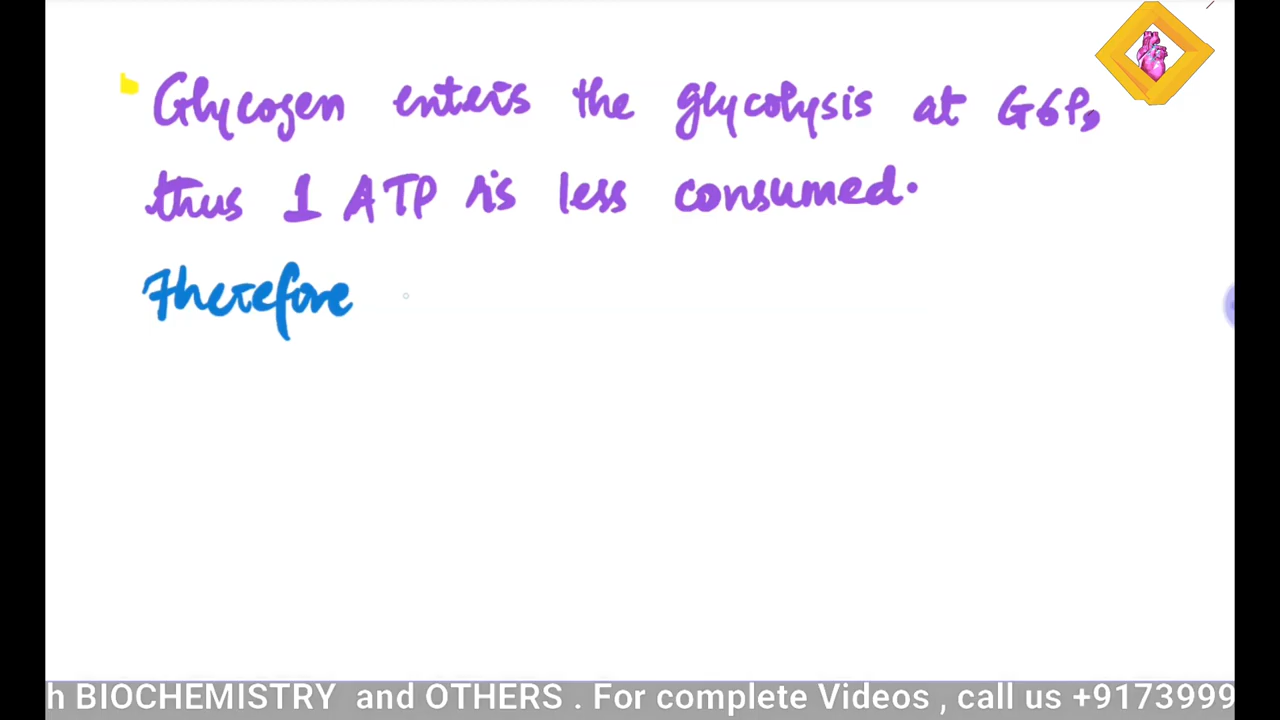 Glycogen enters the glycolysis at G6P,
thus 1 ATP is less consumed.
Therefore
h BIOCHEMISTRY and OTHERS . For complete Videos , call us +9173999